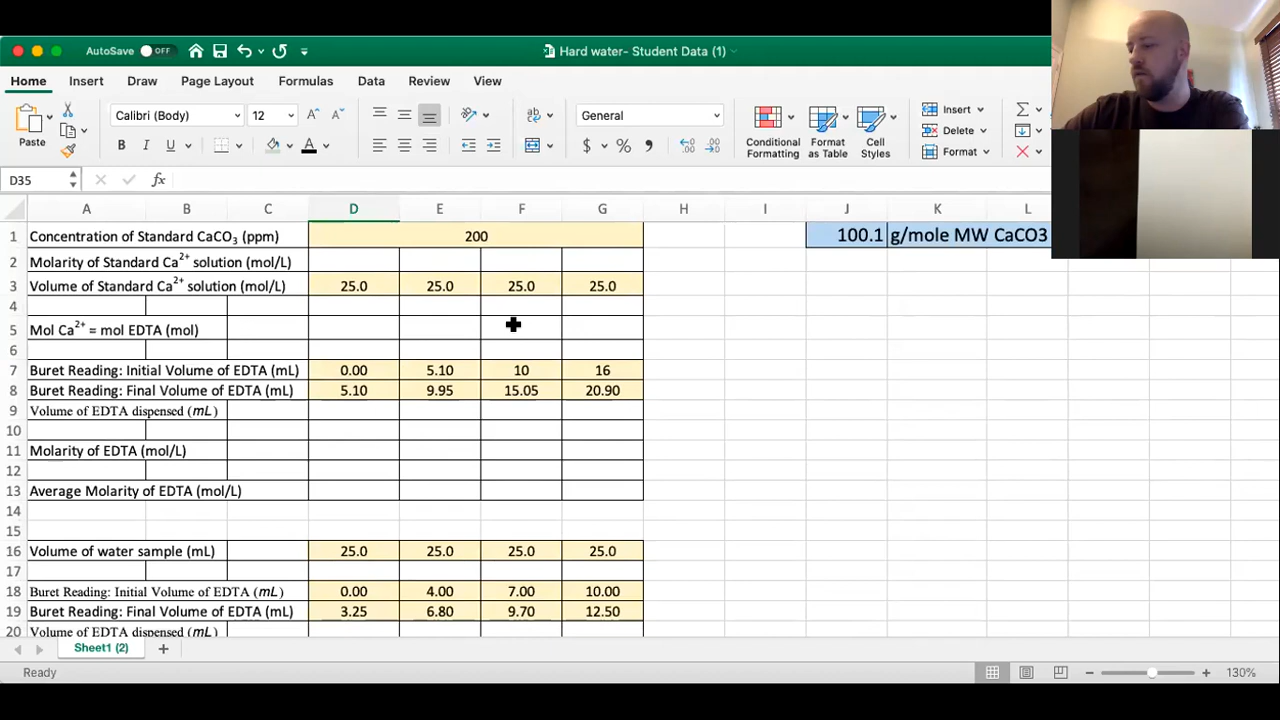 AutoSave OFF Hard water- Student Data (1)
Home Insert Draw Page Layout Formulas Data Review View
Paste Calibri (Body) 12 A A General Conditional Formatting Format as Table Cell Styles Insert Delete Format
B I U A $ % ,
D35 fx
A B C D E F G H I J K L
1 Concentration of Standard CaCO₃ (ppm) 200 100.1 g/mole MW CaCO3
2 Molarity of Standard Ca²⁺ solution (mol/L)
3 Volume of Standard Ca²⁺ solution (mol/L) 25.0 25.0 25.0 25.0
4
5 Mol Ca²⁺ = mol EDTA (mol)
6
7 Buret Reading: Initial Volume of EDTA (mL) 0.00 5.10 10 16
8 Buret Reading: Final Volume of EDTA (mL) 5.10 9.95 15.05 20.90
9 Volume of EDTA dispensed (mL)
10
11 Molarity of EDTA (mol/L)
12
13 Average Molarity of EDTA (mol/L)
14
15
16 Volume of water sample (mL) 25.0 25.0 25.0 25.0
17
18 Buret Reading: Initial Volume of EDTA (mL) 0.00 4.00 7.00 10.00
19 Buret Reading: Final Volume of EDTA (mL) 3.25 6.80 9.70 12.50
20 Volume of EDTA dispensed (mL)
Sheet1 (2) +
Ready 130%